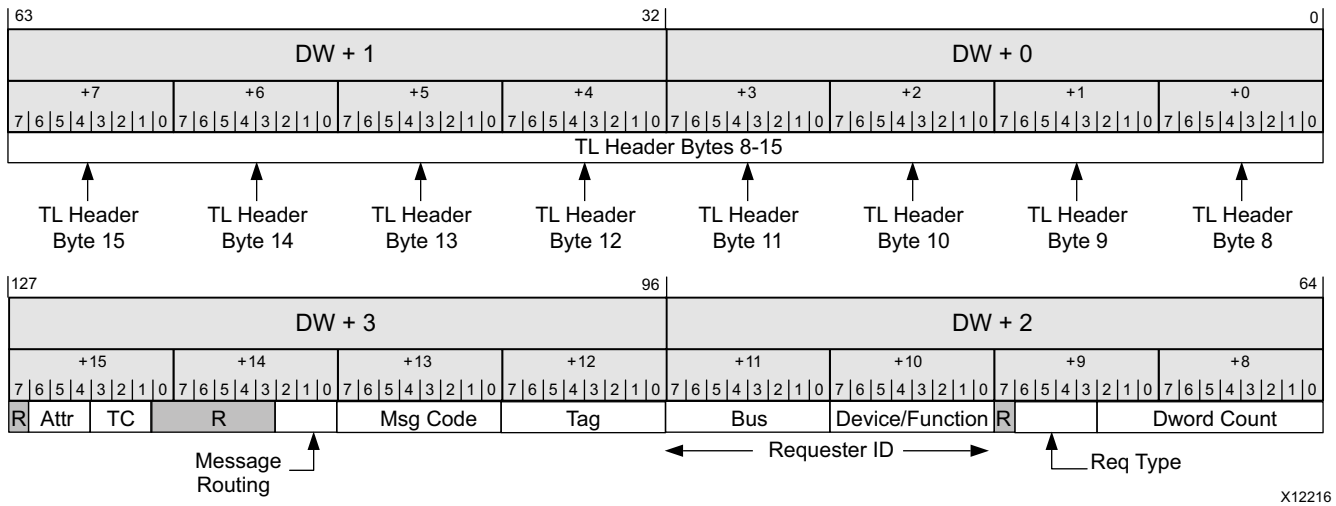 63 32 0
DW + 1 DW + 0
+7 +6 +5 +4 +3 +2 +1 +0
7 6 5 4 3 2 1 0 7 6 5 4 3 2 1 0 7 6 5 4 3 2 1 0 7 6 5 4 3 2 1 0 7 6 5 4 3 2 1 0 7 6 5 4 3 2 1 0 7 6 5 4 3 2 1 0 7 6 5 4 3 2 1 0
TL Header Bytes 8-15
TL Header TL Header TL Header TL Header TL Header TL Header TL Header TL Header
Byte 15 Byte 14 Byte 13 Byte 12 Byte 11 Byte 10 Byte 9 Byte 8
127 96 64
DW + 3 DW + 2
+15 +14 +13 +12 +11 +10 +9 +8
7 6 5 4 3 2 1 0 7 6 5 4 3 2 1 0 7 6 5 4 3 2 1 0 7 6 5 4 3 2 1 0 7 6 5 4 3 2 1 0 7 6 5 4 3 2 1 0 7 6 5 4 3 2 1 0 7 6 5 4 3 2 1 0
R Attr TC R Msg Code Tag Bus Device/Function R Dword Count
Message Requester ID Req Type
Routing
X12216